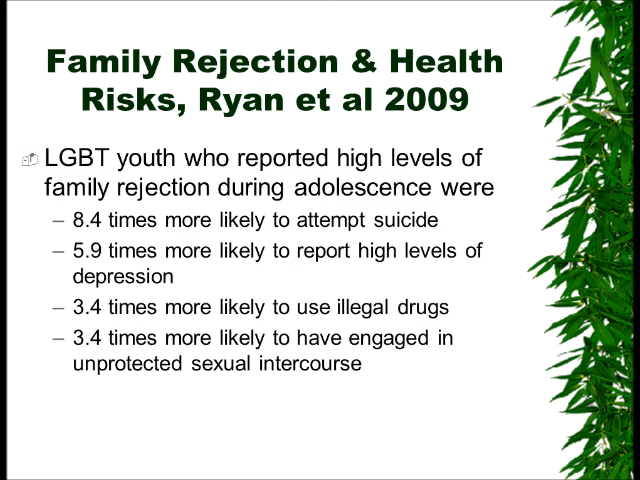 Family Rejection & Health
Risks, Ryan et al 2009
LGBT youth who reported high levels of
family rejection during adolescence were
– 8.4 times more likely to attempt suicide
– 5.9 times more likely to report high levels of
depression
– 3.4 times more likely to use illegal drugs
– 3.4 times more likely to have engaged in
unprotected sexual intercourse